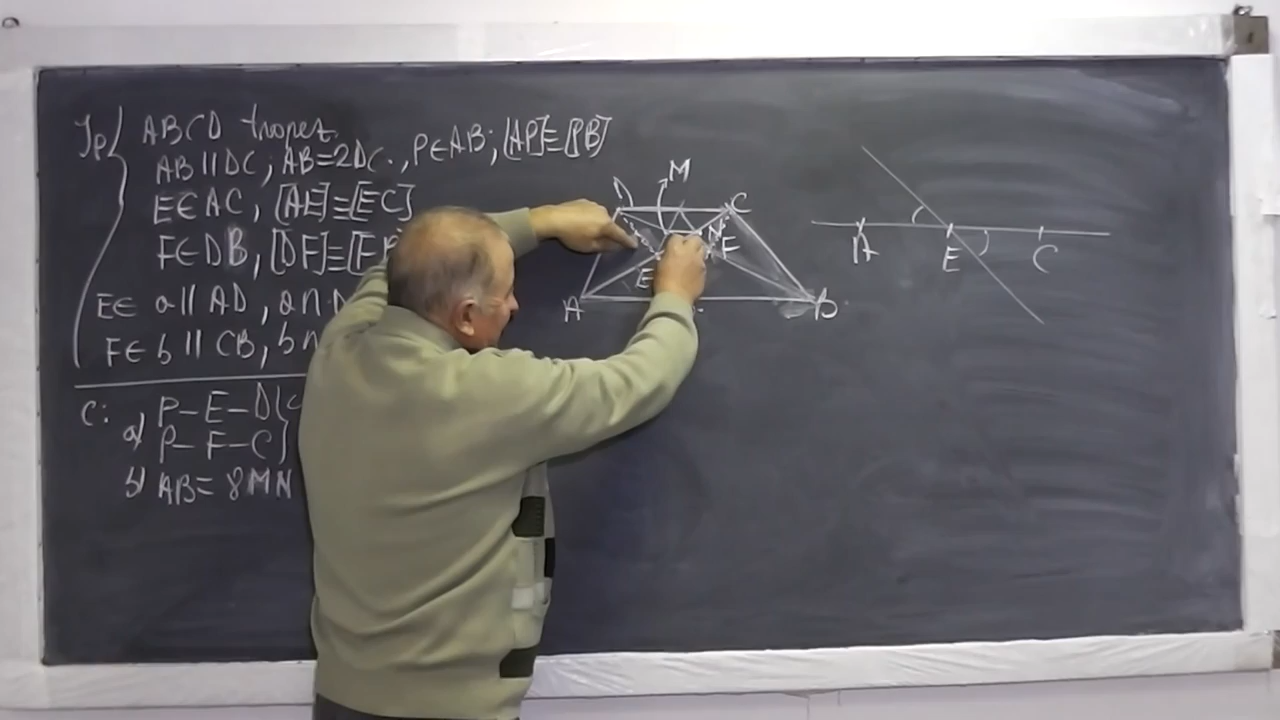 Ip { ABCD trapez
AB ∥ DC; AB=2DC., P∈AB; [AP]≡[PB]
E∈ AC, [AE]≡[EC]
F∈DB, [DF]≡
E∈ a ∥ AD, a∩
F∈ b ∥ CB, b∩
C: a) P-E-D
P-F-C
b) AB= 8MN
M
D C
N
E F
A B
A E C